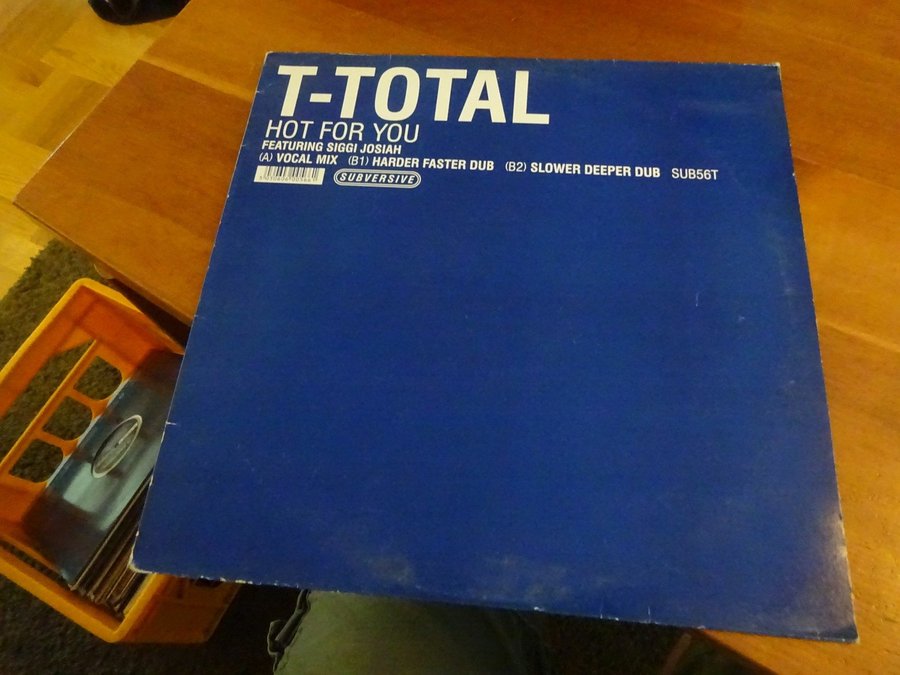 T-TOTAL
HOT FOR YOU
FEATURING SIGGI JOSIAH
(A) VOCAL MIX (B1) HARDER FASTER DUB (B2) SLOWER DEEPER DUB SUB56T
SUBVERSIVE